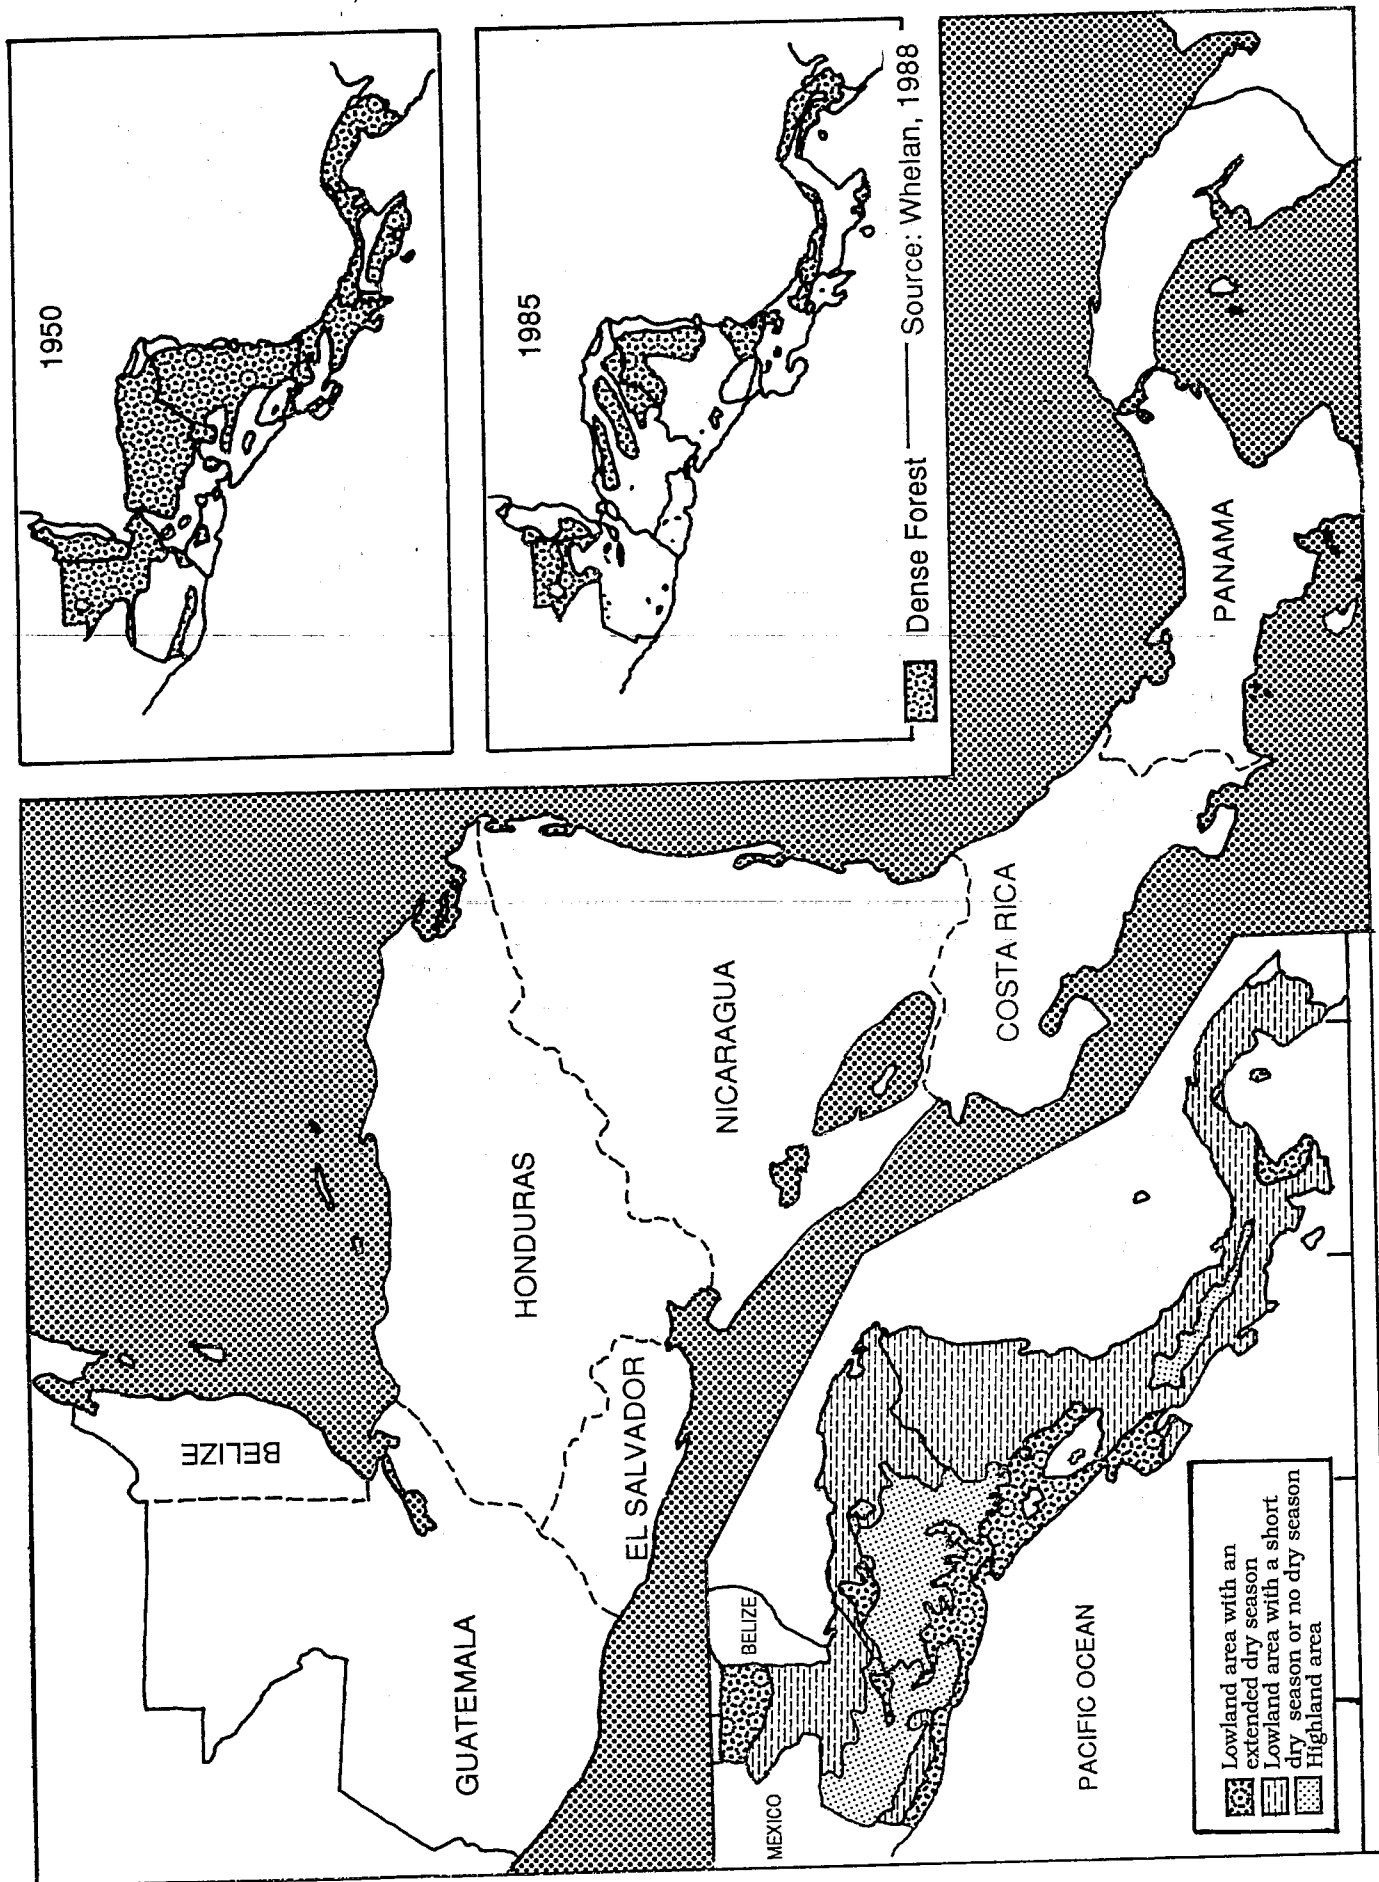 1950
1985
Dense Forest — Source: Whelan, 1988
BELIZE
GUATEMALA
HONDURAS
EL SALVADOR
NICARAGUA
COSTA RICA
PANAMA
MEXICO
BELIZE
PACIFIC OCEAN
Lowland area with an
extended dry season
Lowland area with a short
dry season or no dry season
Highland area